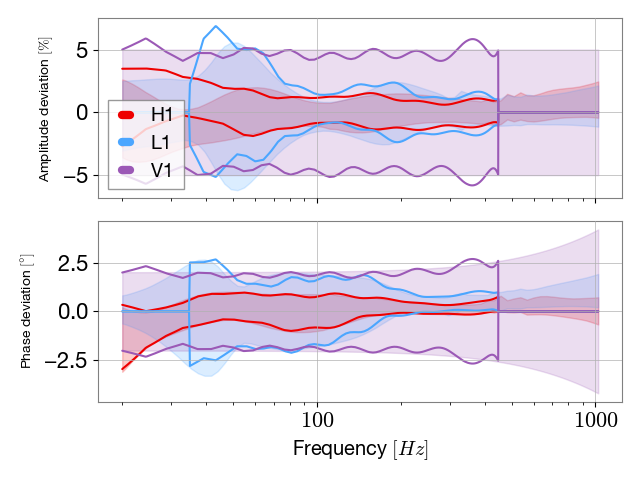 Amplitude deviation [%]
5
0
−5
H1
L1
V1
Phase deviation [°]
2.5
0.0
−2.5
100
1000
Frequency [Hz]